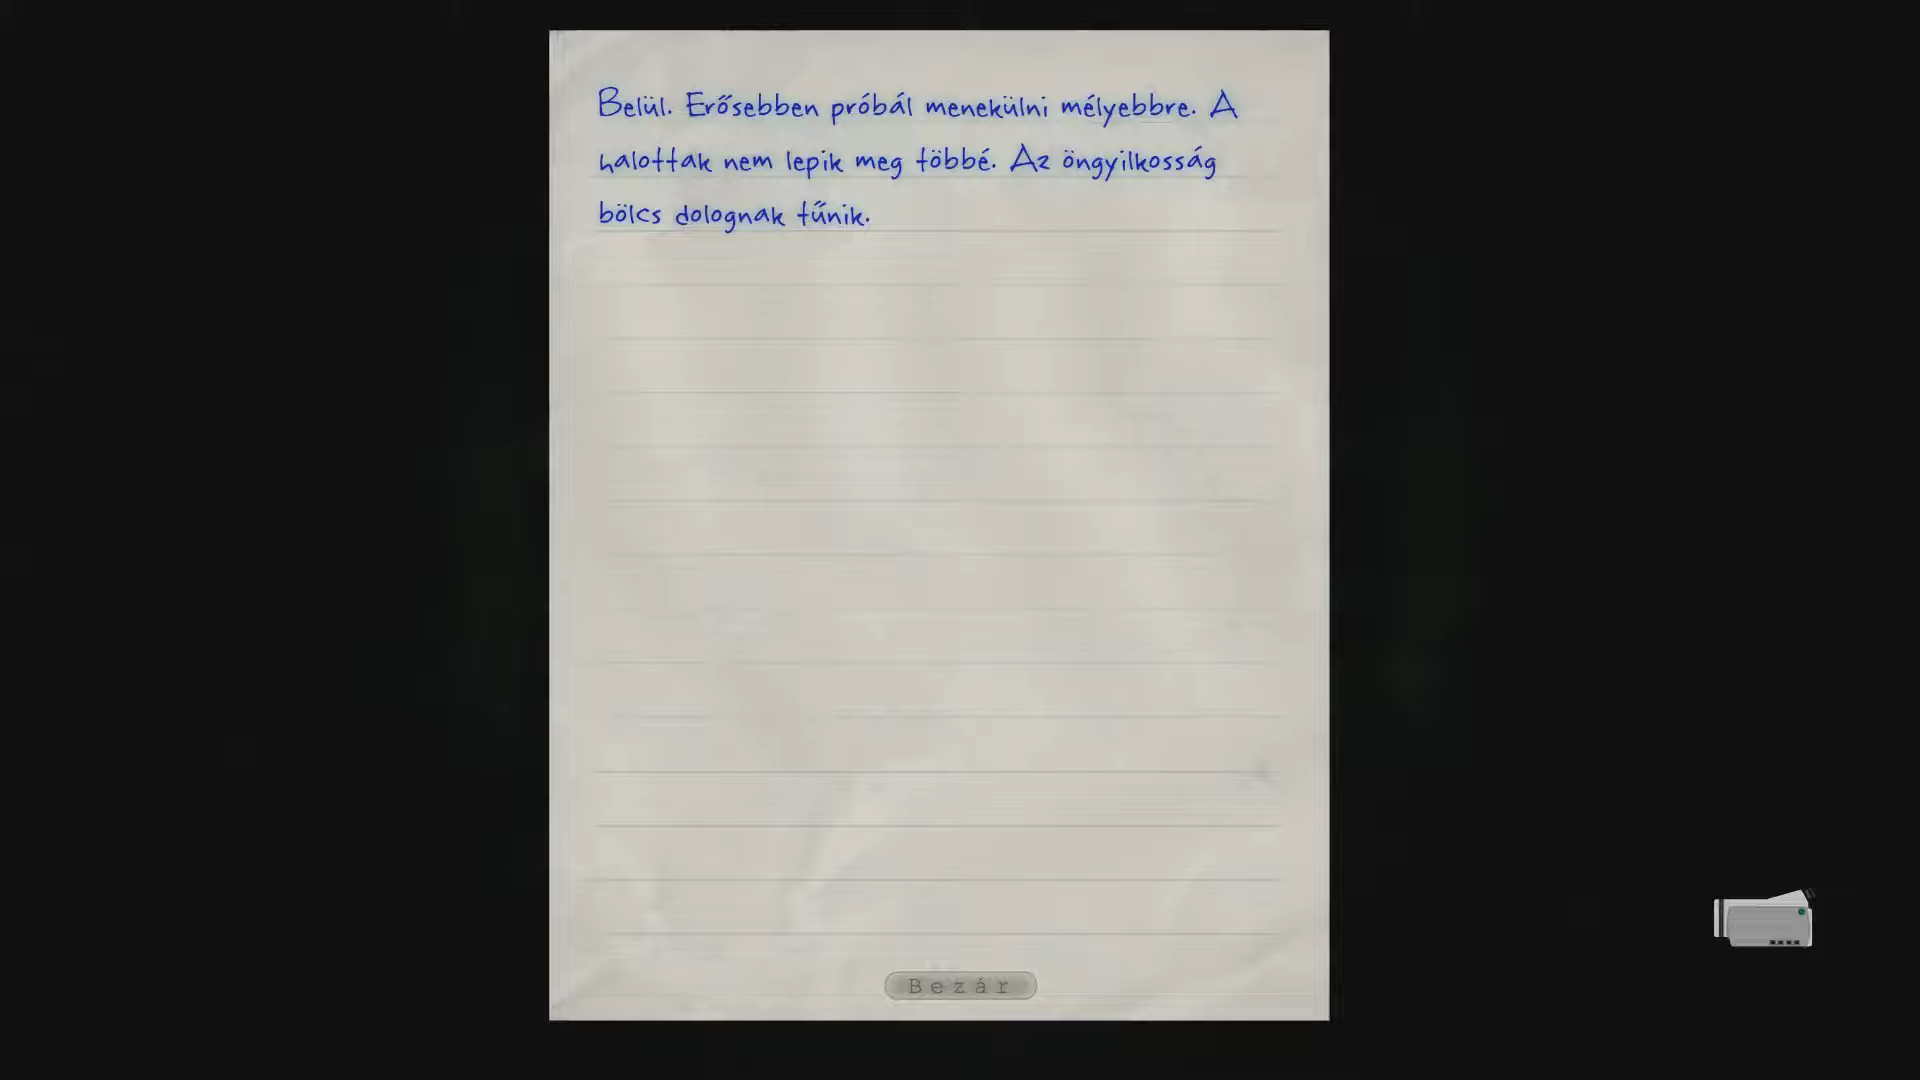 Belül. Erősebben próbál menekülni mélyebbre. A
halottak nem lepik meg többé. Az öngyilkosság
bölcs dolognak tűnik.
Bezár